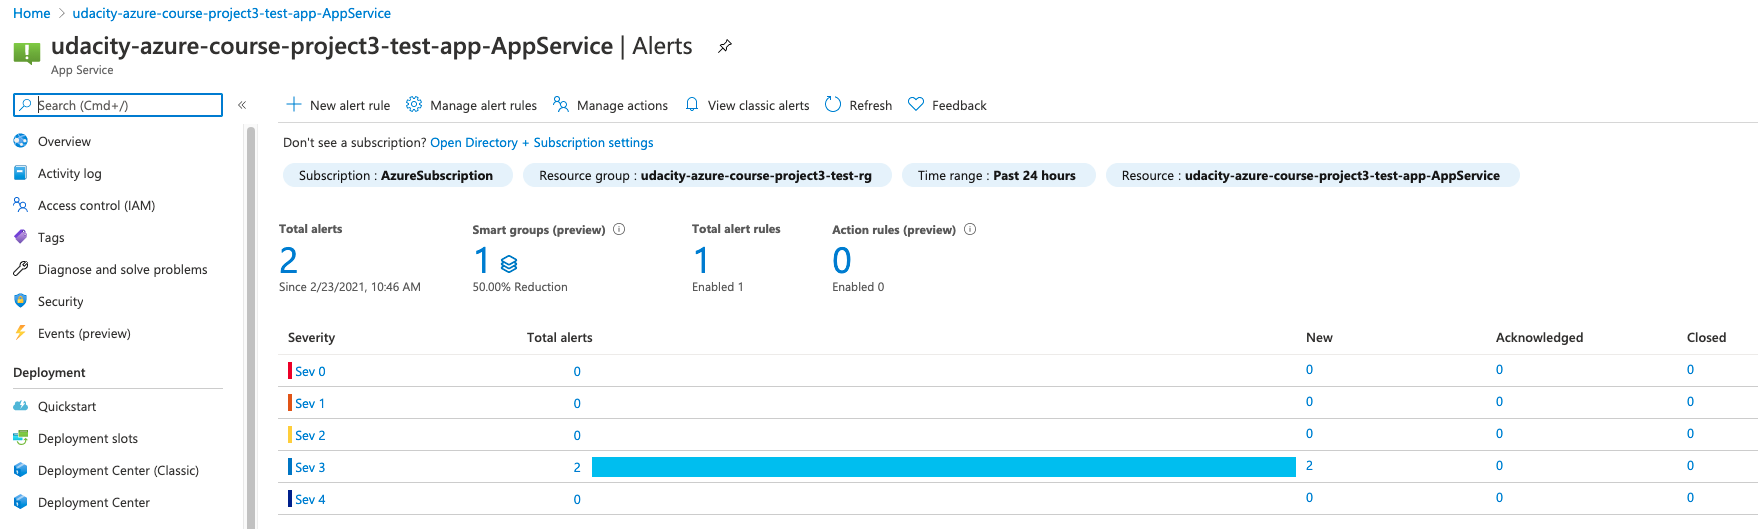 Home > udacity-azure-course-project3-test-app-AppService
udacity-azure-course-project3-test-app-AppService | Alerts
App Service
Search (Cmd+/)
«
Overview
Activity log
Access control (IAM)
Tags
Diagnose and solve problems
Security
Events (preview)
Deployment
Quickstart
Deployment slots
Deployment Center (Classic)
Deployment Center
New alert rule Manage alert rules Manage actions View classic alerts Refresh Feedback
Don't see a subscription? Open Directory + Subscription settings
Subscription : AzureSubscription Resource group : udacity-azure-course-project3-test-rg Time range : Past 24 hours Resource : udacity-azure-course-project3-test-app-AppService
Total alerts Smart groups (preview) Total alert rules Action rules (preview)
2 1 1 0
Since 2/23/2021, 10:46 AM 50.00% Reduction Enabled 1 Enabled 0
Severity Total alerts New Acknowledged Closed
Sev 0 0 0 0 0
Sev 1 0 0 0 0
Sev 2 0 0 0 0
Sev 3 2 2 0 0
Sev 4 0 0 0 0